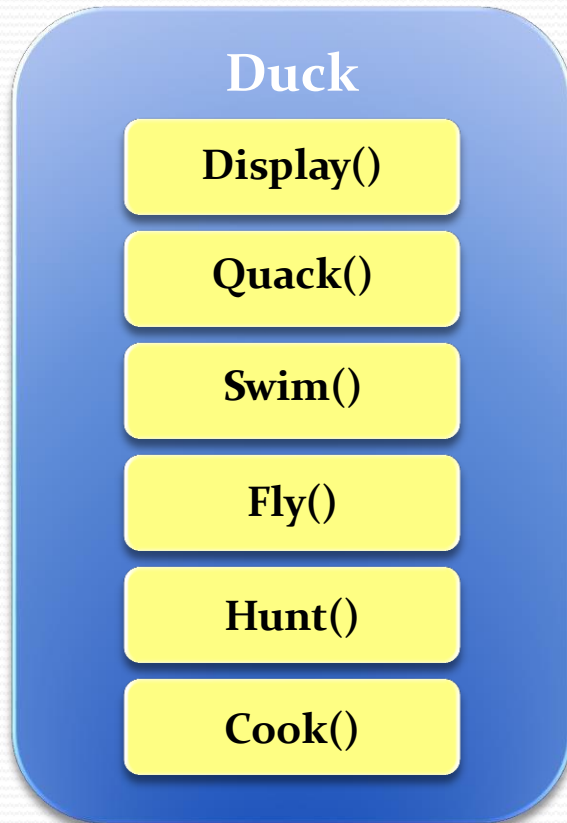 Duck
Display()
Quack()
Swim()
Fly()
Hunt()
Cook()